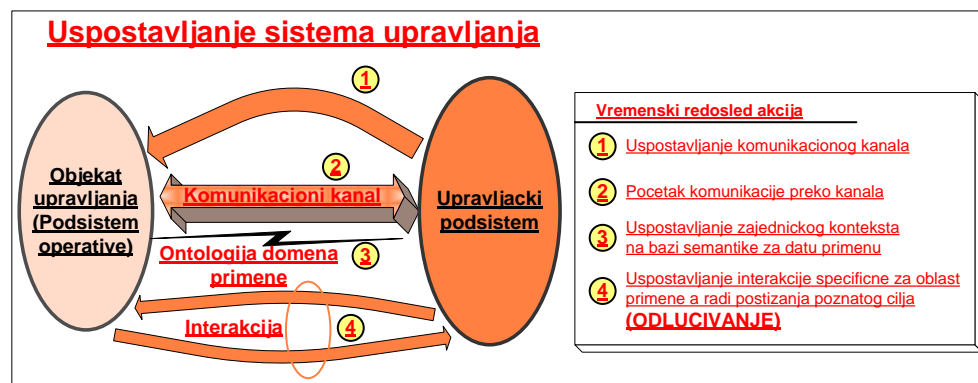 Uspostavljanje sistema upravljanja
1
Objekat
upravljanja
(Podsistem
operative)
2
Komunikacioni kanal
Upravljacki
podsistem
Ontologija domena
primene
3
Interakcija
4
Vremenski redosled akcija
1 Uspostavljanje komunikacionog kanala
2 Pocetak komunikacije preko kanala
3 Uspostavljanje zajednickog konteksta
na bazi semantike za datu primenu
4 Uspostavljanje interakcije specificne za oblast
primene a radi postizanja poznatog cilja
(ODLUCIVANJE)